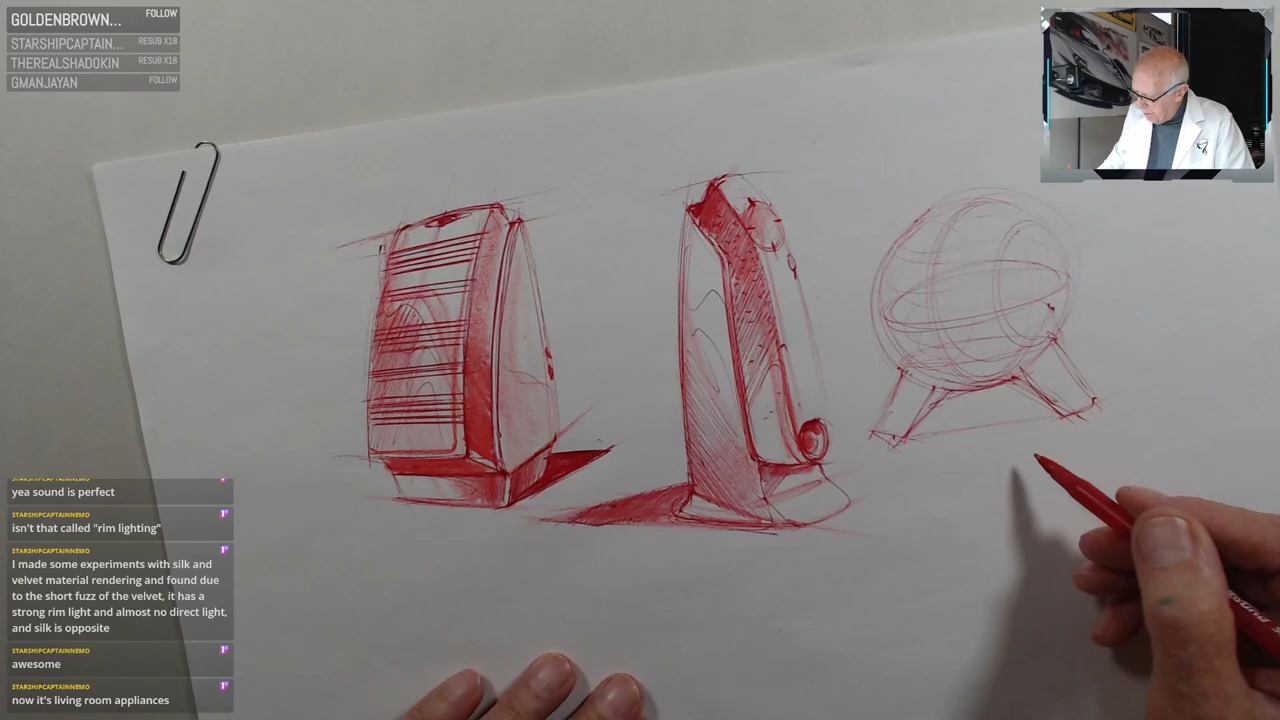 GOLDENBROWN... FOLLOW
STARSHIPCAPTAIN... RESUB X18
THEREALSHADOKIN RESUB X18
GMANJAYAN FOLLOW
STARSHIPCAPTAINNEMO
yea sound is perfect
STARSHIPCAPTAINNEMO
isn't that called "rim lighting"
STARSHIPCAPTAINNEMO
I made some experiments with silk and
velvet material rendering and found due
to the short fuzz of the velvet, it has a
strong rim light and almost no direct light,
and silk is opposite
STARSHIPCAPTAINNEMO
awesome
STARSHIPCAPTAINNEMO
now it's living room appliances